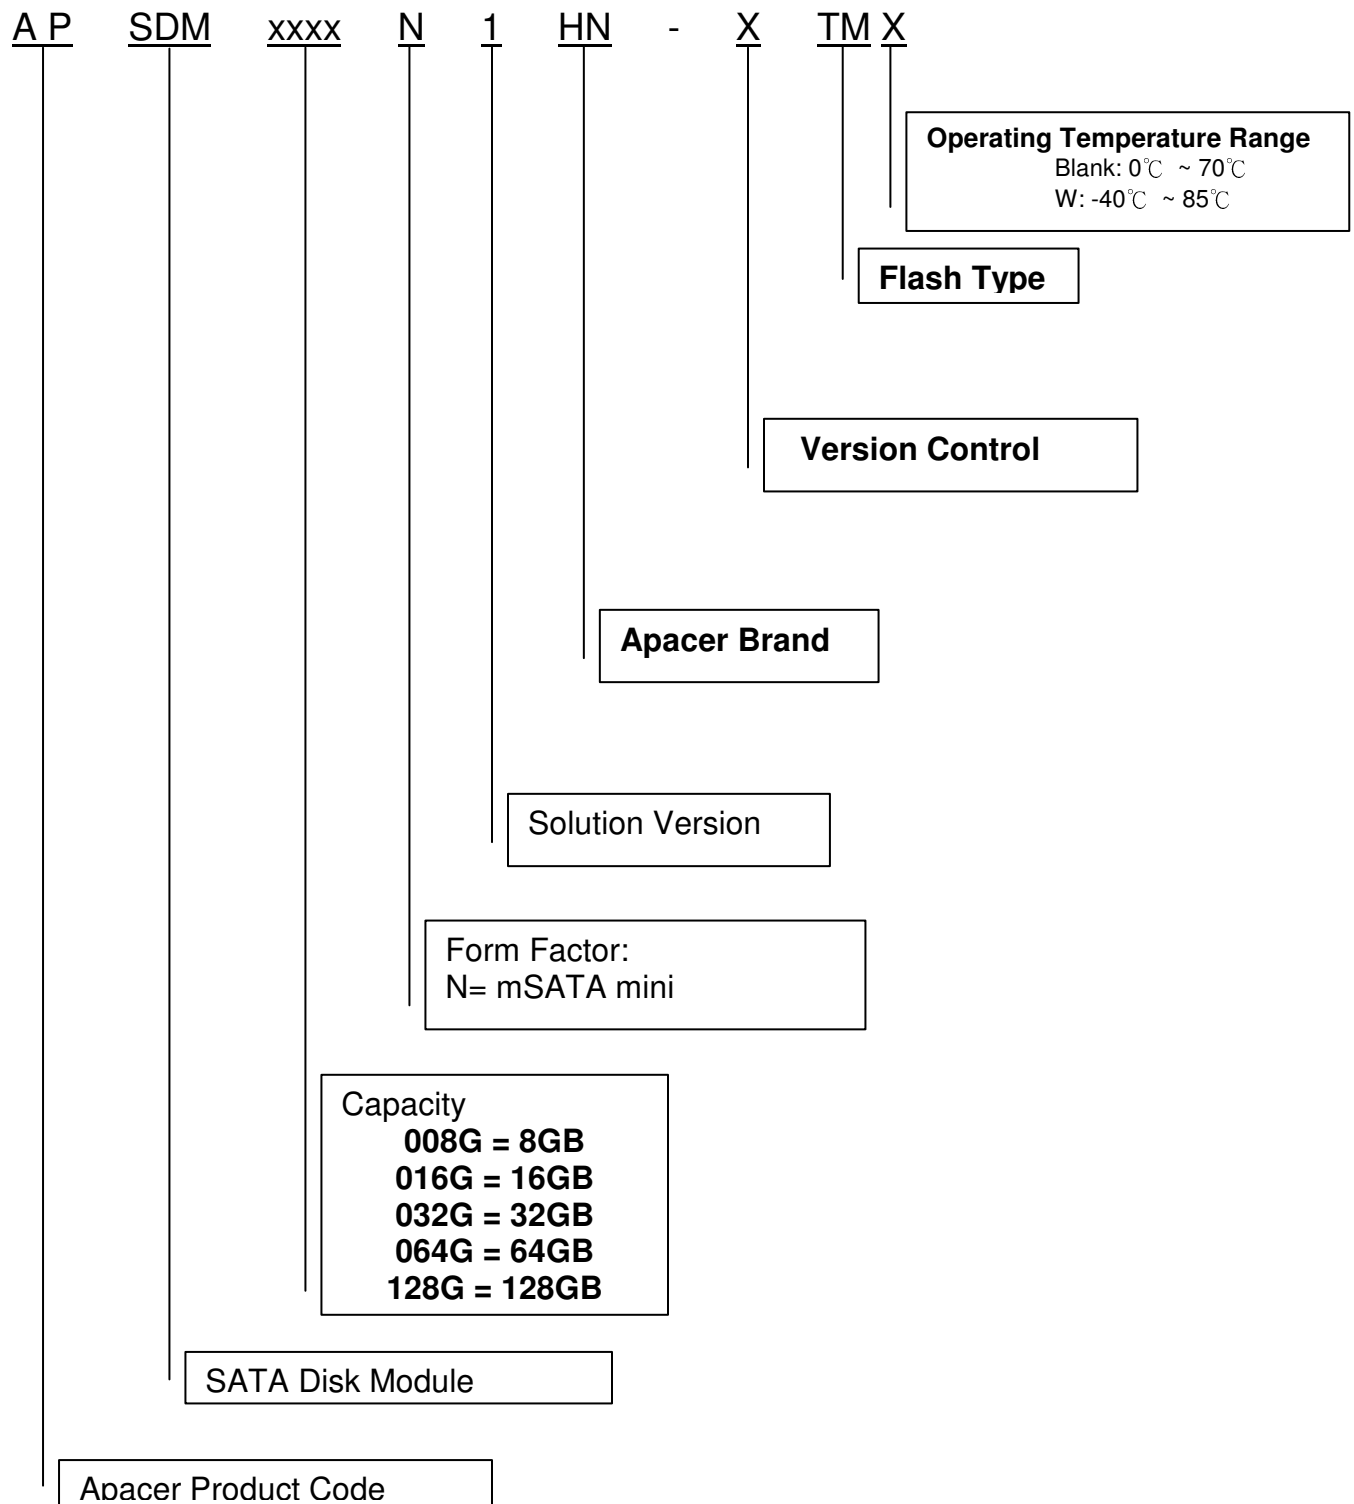 A P SDM xxxx N 1 HN - X TM X
Operating Temperature Range
Blank: 0℃ ~ 70℃
W: -40℃ ~ 85℃
Flash Type
Version Control
Apacer Brand
Solution Version
Form Factor:
N= mSATA mini
Capacity
008G = 8GB
016G = 16GB
032G = 32GB
064G = 64GB
128G = 128GB
SATA Disk Module
Apacer Product Code